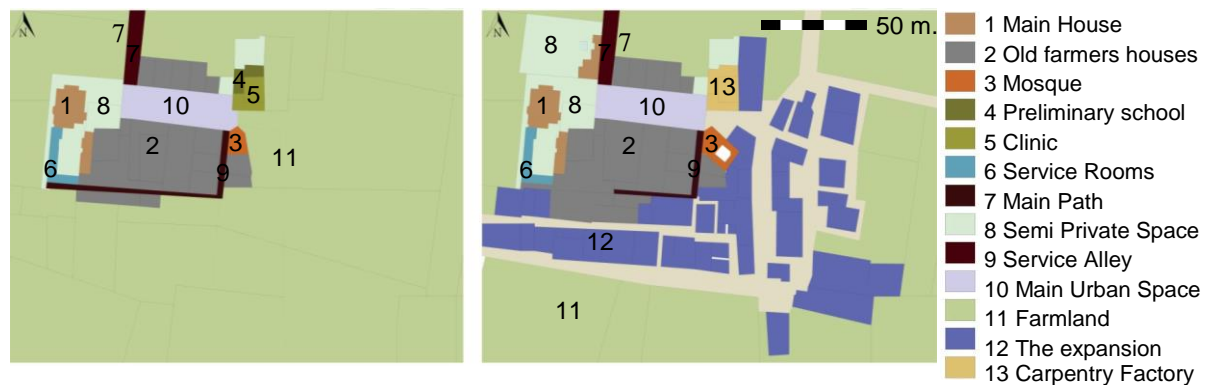 N
7
7
4
1
8
10
5
2
3
11
6
9
N
50 m.
8
7
7
13
1
8
10
2
3
6
9
12
11
1 Main House
2 Old farmers houses
3 Mosque
4 Preliminary school
5 Clinic
6 Service Rooms
7 Main Path
8 Semi Private Space
9 Service Alley
10 Main Urban Space
11 Farmland
12 The expansion
13 Carpentry Factory